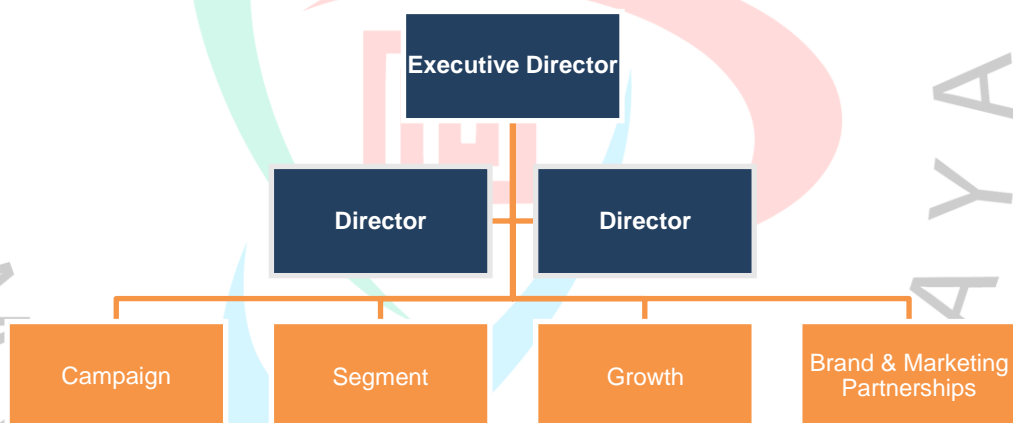 Executive Director
Director
Director
Campaign
Segment
Growth
Brand & Marketing
Partnerships
A Y A